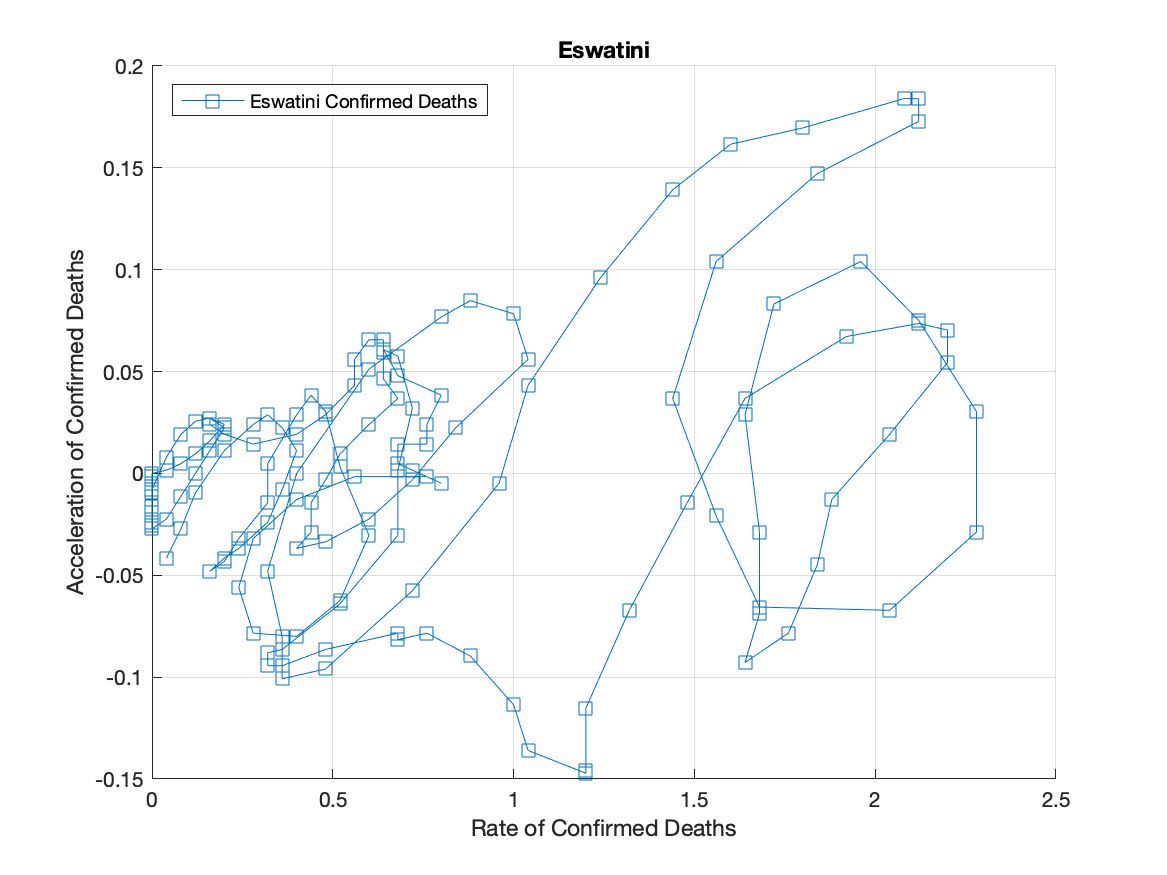 Eswatini
0.2
Eswatini Confirmed Deaths
0.15
0.1
0.05
0
-0.05
-0.1
-0.15
Acceleration of Confirmed Deaths
0 0.5 1 1.5 2 2.5
Rate of Confirmed Deaths